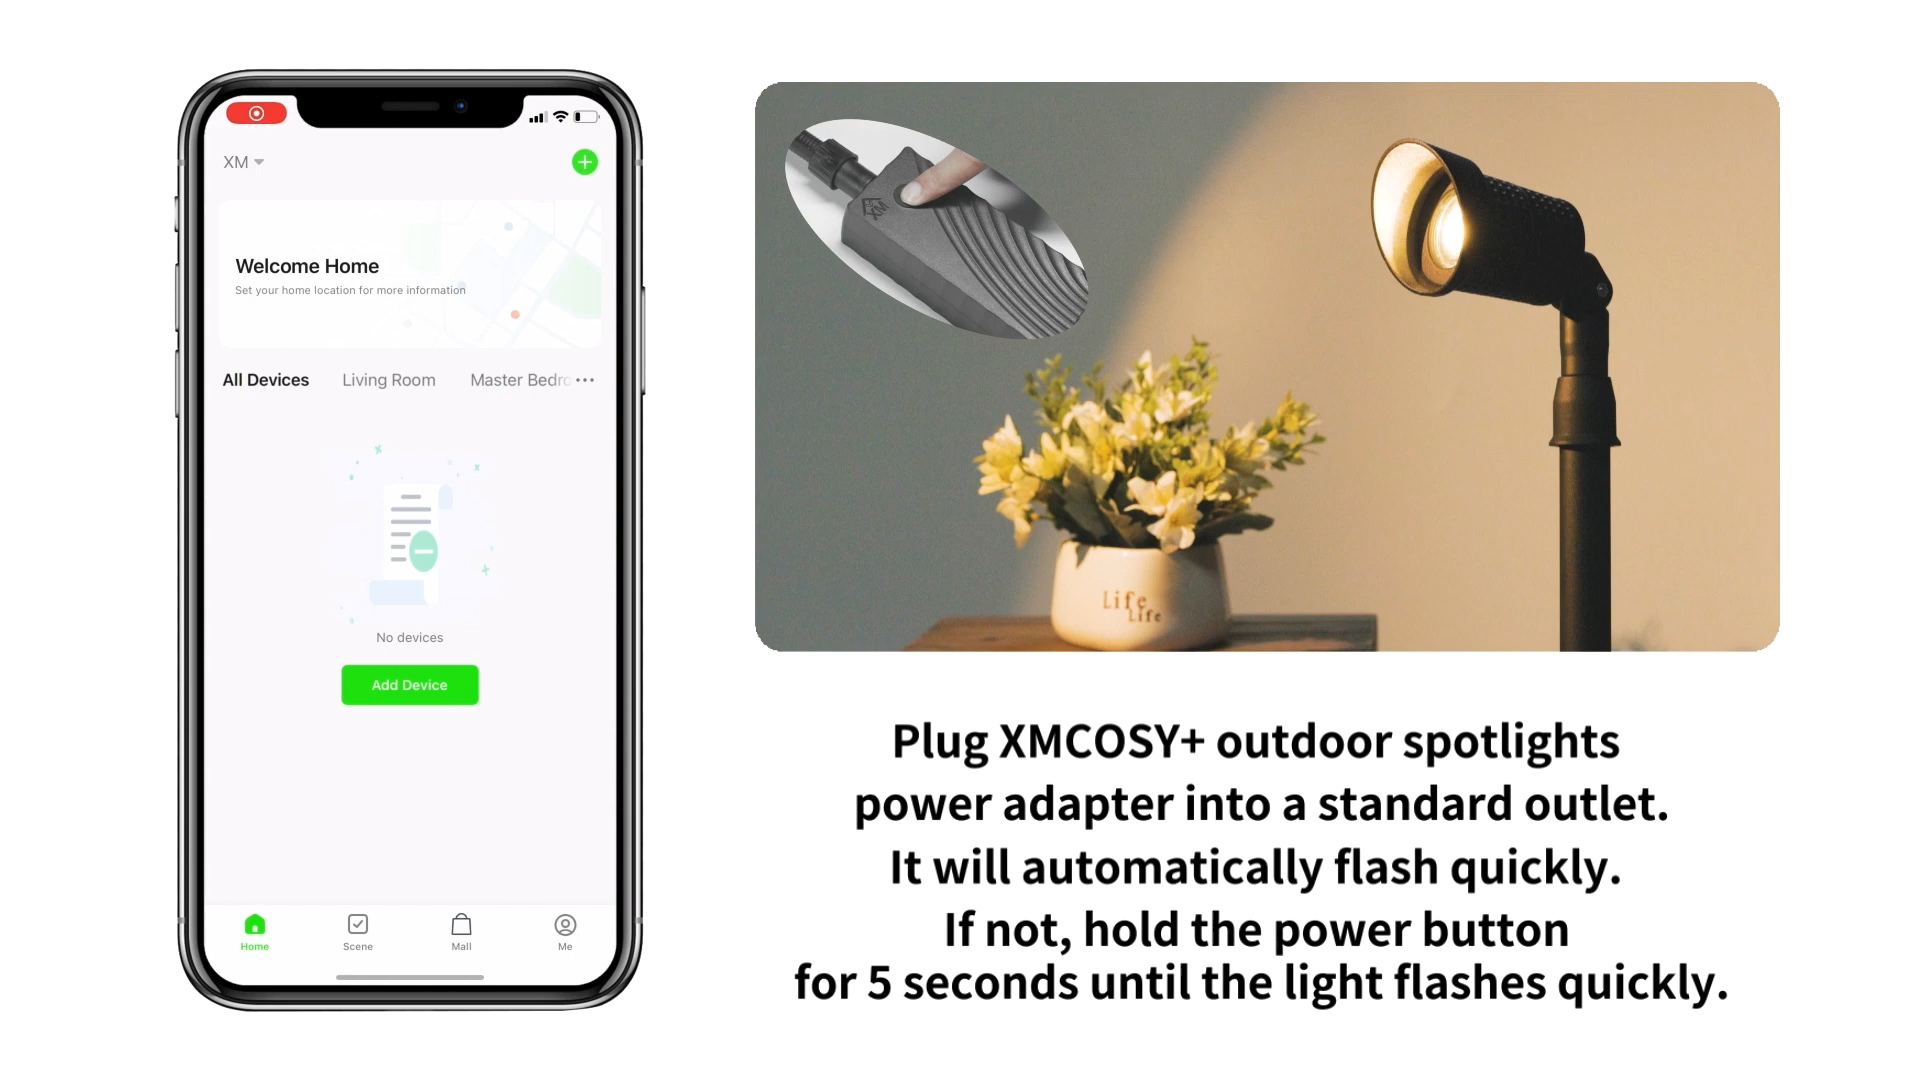 XM
Welcome Home
Set your home location for more information
All Devices Living Room Master Bedro
No devices
Add Device
Home Scene Mall Me
XM
Life
Life
Plug XMCOSY+ outdoor spotlights
power adapter into a standard outlet.
It will automatically flash quickly.
If not, hold the power button
for 5 seconds until the light flashes quickly.